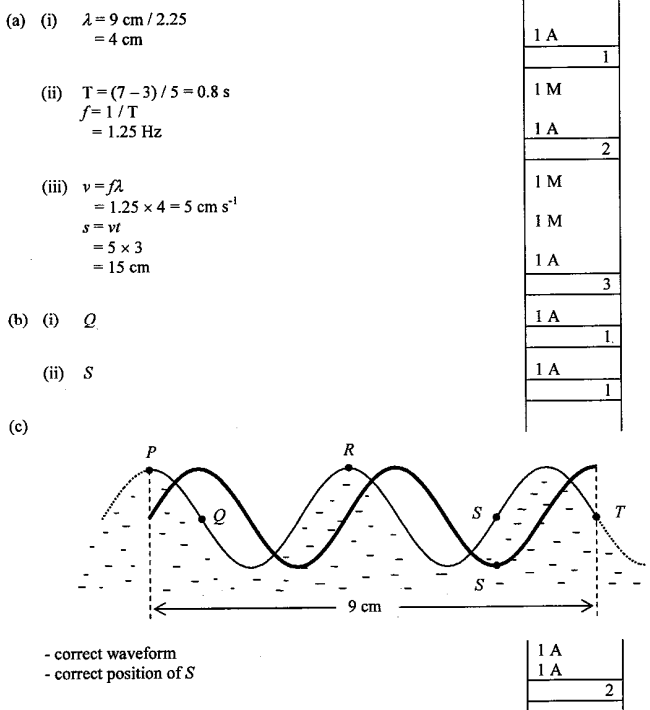 (a) (i) λ = 9 cm / 2.25
= 4 cm
1 A
1
(ii) T = (7 – 3) / 5 = 0.8 s
1 M
f = 1 / T
= 1.25 Hz
1 A
2
(iii) v = fλ
1 M
= 1.25 × 4 = 5 cm s⁻¹
s = vt
1 M
= 5 × 3
= 15 cm
1 A
3
(b) (i) Q
1 A
1
(ii) S
1 A
1
(c)
P
R
Q
S
T
S
9 cm
- correct waveform
1 A
- correct position of S
1 A
2